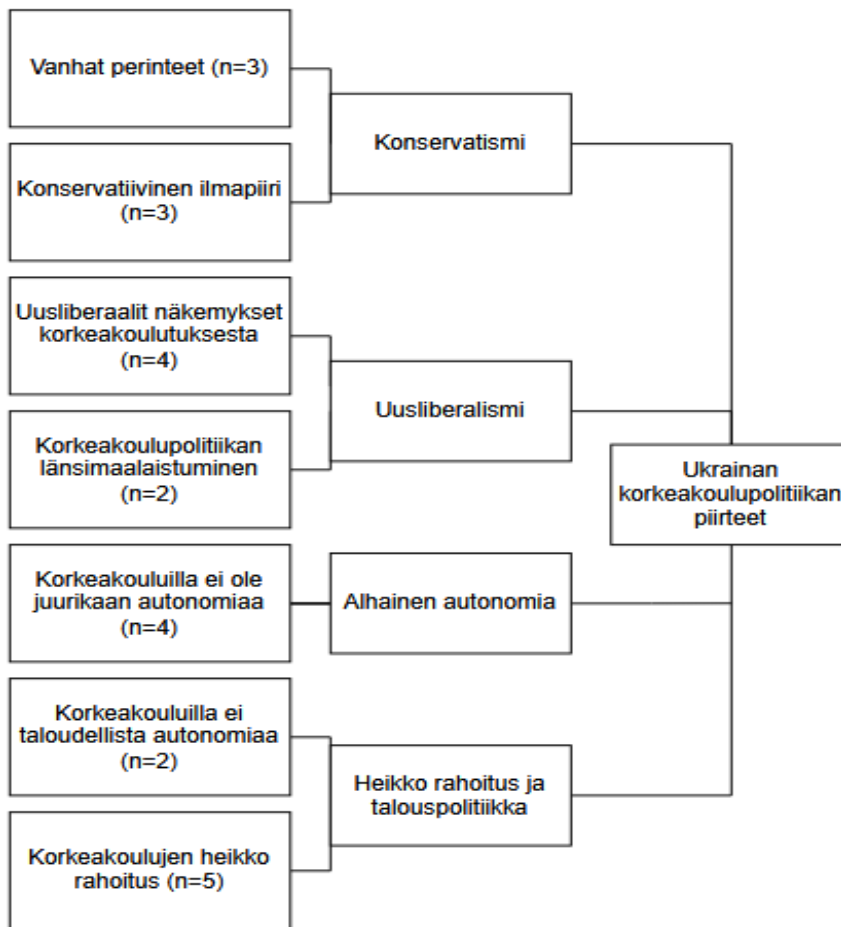 Vanhat perinteet (n=3)
Konservatiivinen ilmapiiri
(n=3)
Konservatismi
Uusliberaalit näkemykset
korkeakoulutuksesta
(n=4)
Korkeakoulupolitiikan
länsimaalaistuminen
(n=2)
Uusliberalismi
Korkeakouluilla ei ole
juurikaan autonomiaa
(n=4)
Alhainen autonomia
Korkeakouluilla ei
taloudellista autonomiaa
(n=2)
Korkeakoulujen heikko
rahoitus (n=5)
Heikko rahoitus ja
talouspolitiikka
Ukrainan
korkeakoulupolitiikan
piirteet